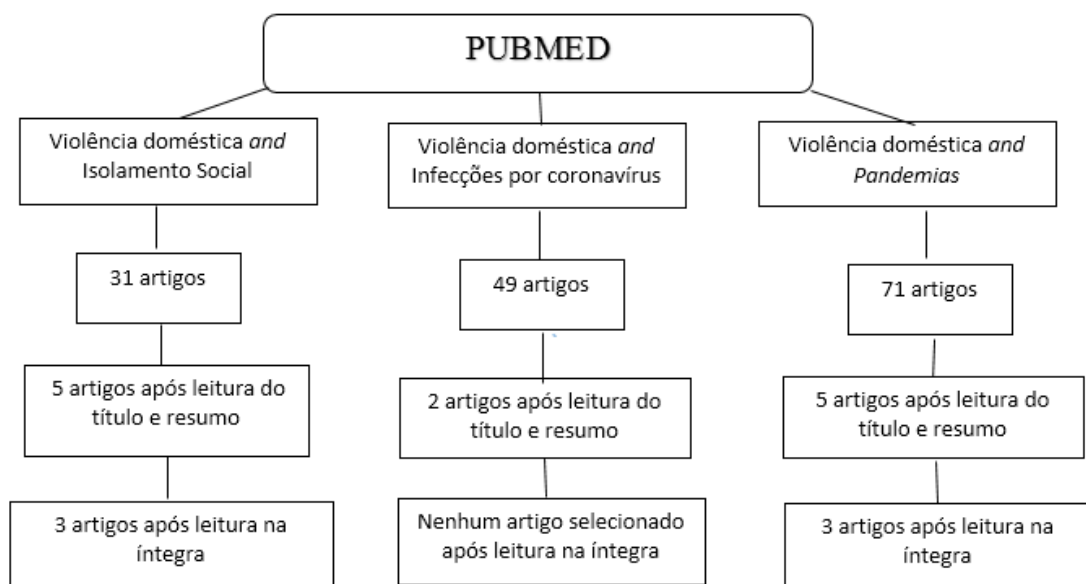 PUBMED
Violência doméstica and
Isolamento Social
31 artigos
5 artigos após leitura do
título e resumo
3 artigos após leitura na
íntegra
Violência doméstica and
Infecções por coronavírus
49 artigos
2 artigos após leitura do
título e resumo
Nenhum artigo selecionado
após leitura na íntegra
Violência doméstica and
Pandemias
71 artigos
5 artigos após leitura do
título e resumo
3 artigos após leitura na
íntegra